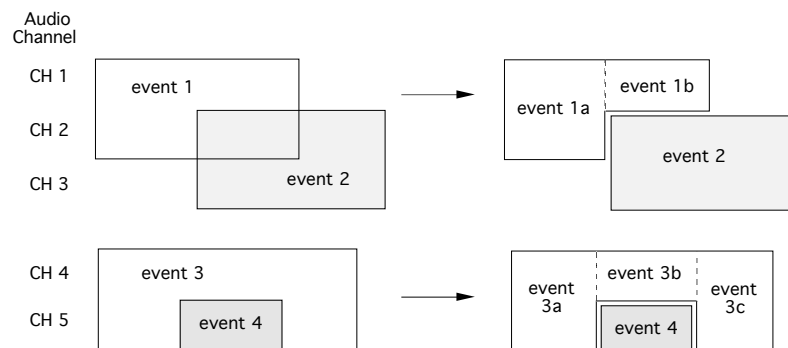 Audio
Channel
CH 1
event 1
event 1b
event 1a
CH 2
event 2
event 2
CH 3
CH 4
event 3
event 3b
event
3a
event
3c
CH 5
event 4
event 4